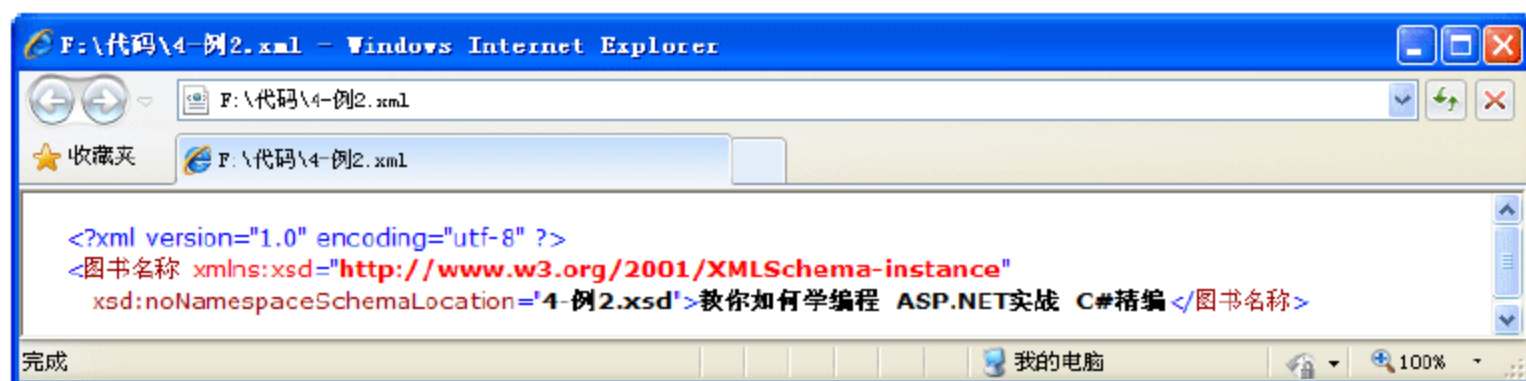 F:\代码\4-例2.xml - Windows Internet Explorer
F:\代码\4-例2.xml
收藏夹 F:\代码\4-例2.xml
<?xml version="1.0" encoding="utf-8" ?>
<图书名称 xmlns:xsd="http://www.w3.org/2001/XMLSchema-instance"
xsd:noNamespaceSchemaLocation="4-例2.xsd">教你如何学编程 ASP.NET实战 C#精编</图书名称>
完成 我的电脑 100%